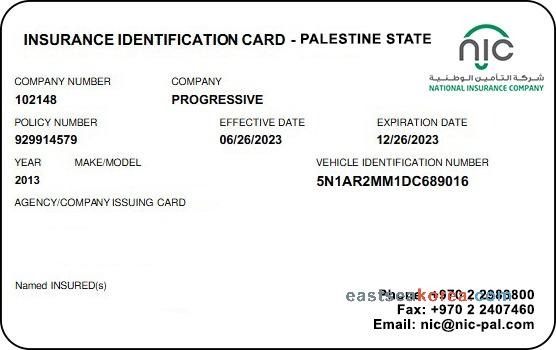 INSURANCE IDENTIFICATION CARD - PALESTINE STATE
nic
شركة التأمين الوطنية
NATIONAL INSURANCE COMPANY
COMPANY NUMBER COMPANY
102148 PROGRESSIVE
POLICY NUMBER EFFECTIVE DATE EXPIRATION DATE
929914579 06/26/2023 12/26/2023
YEAR MAKE/MODEL VEHICLE IDENTIFICATION NUMBER
2013 5N1AR2MM1DC689016
AGENCY/COMPANY ISSUING CARD
Named INSURED(s)
eastseakorea.com
Phone: +970 2
Fax: +970 2 2407460
Email: nic@nic-pal.com